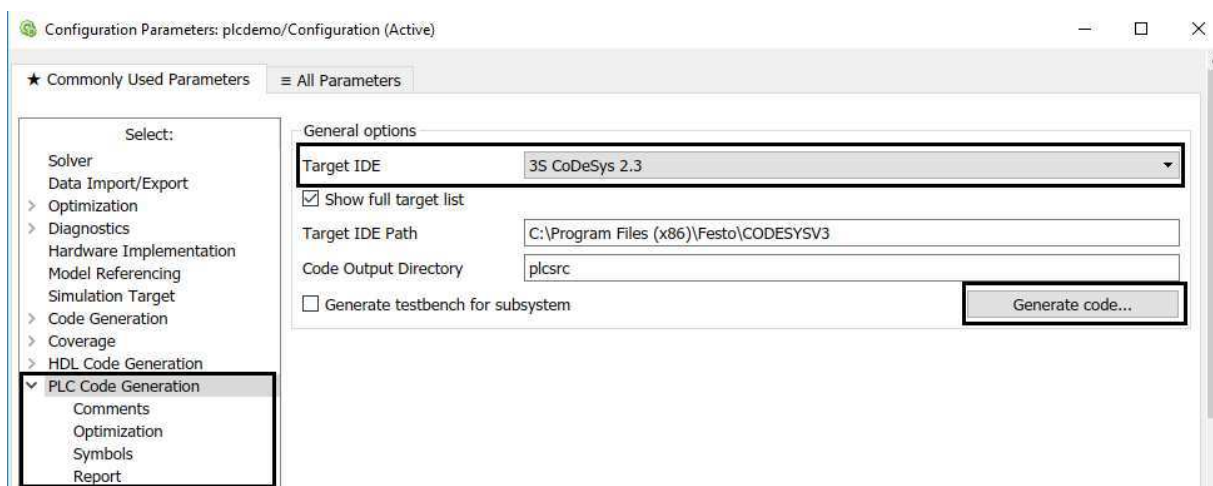 Configuration Parameters: plcdemo/Configuration (Active)
★ Commonly Used Parameters
≡ All Parameters
Select:
Solver
Data Import/Export
Optimization
Diagnostics
Hardware Implementation
Model Referencing
Simulation Target
Code Generation
Coverage
HDL Code Generation
PLC Code Generation
Comments
Optimization
Symbols
Report
General options
Target IDE 3S CoDeSys 2.3
Show full target list
Target IDE Path C:\Program Files (x86)\Festo\CODESYSV3
Code Output Directory plcsrc
Generate testbench for subsystem Generate code...